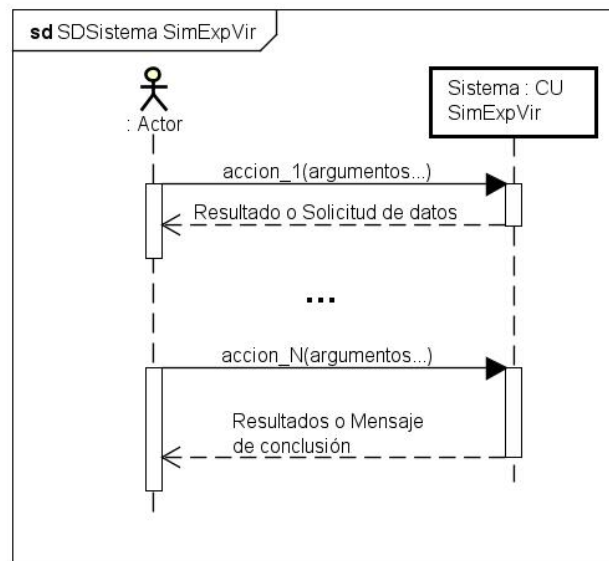 sd SDSistema SimExpVir
: Actor
Sistema : CU
SimExpVir
accion_1(argumentos...)
Resultado o Solicitud de datos
...
accion_N(argumentos...)
Resultados o Mensaje
de conclusión